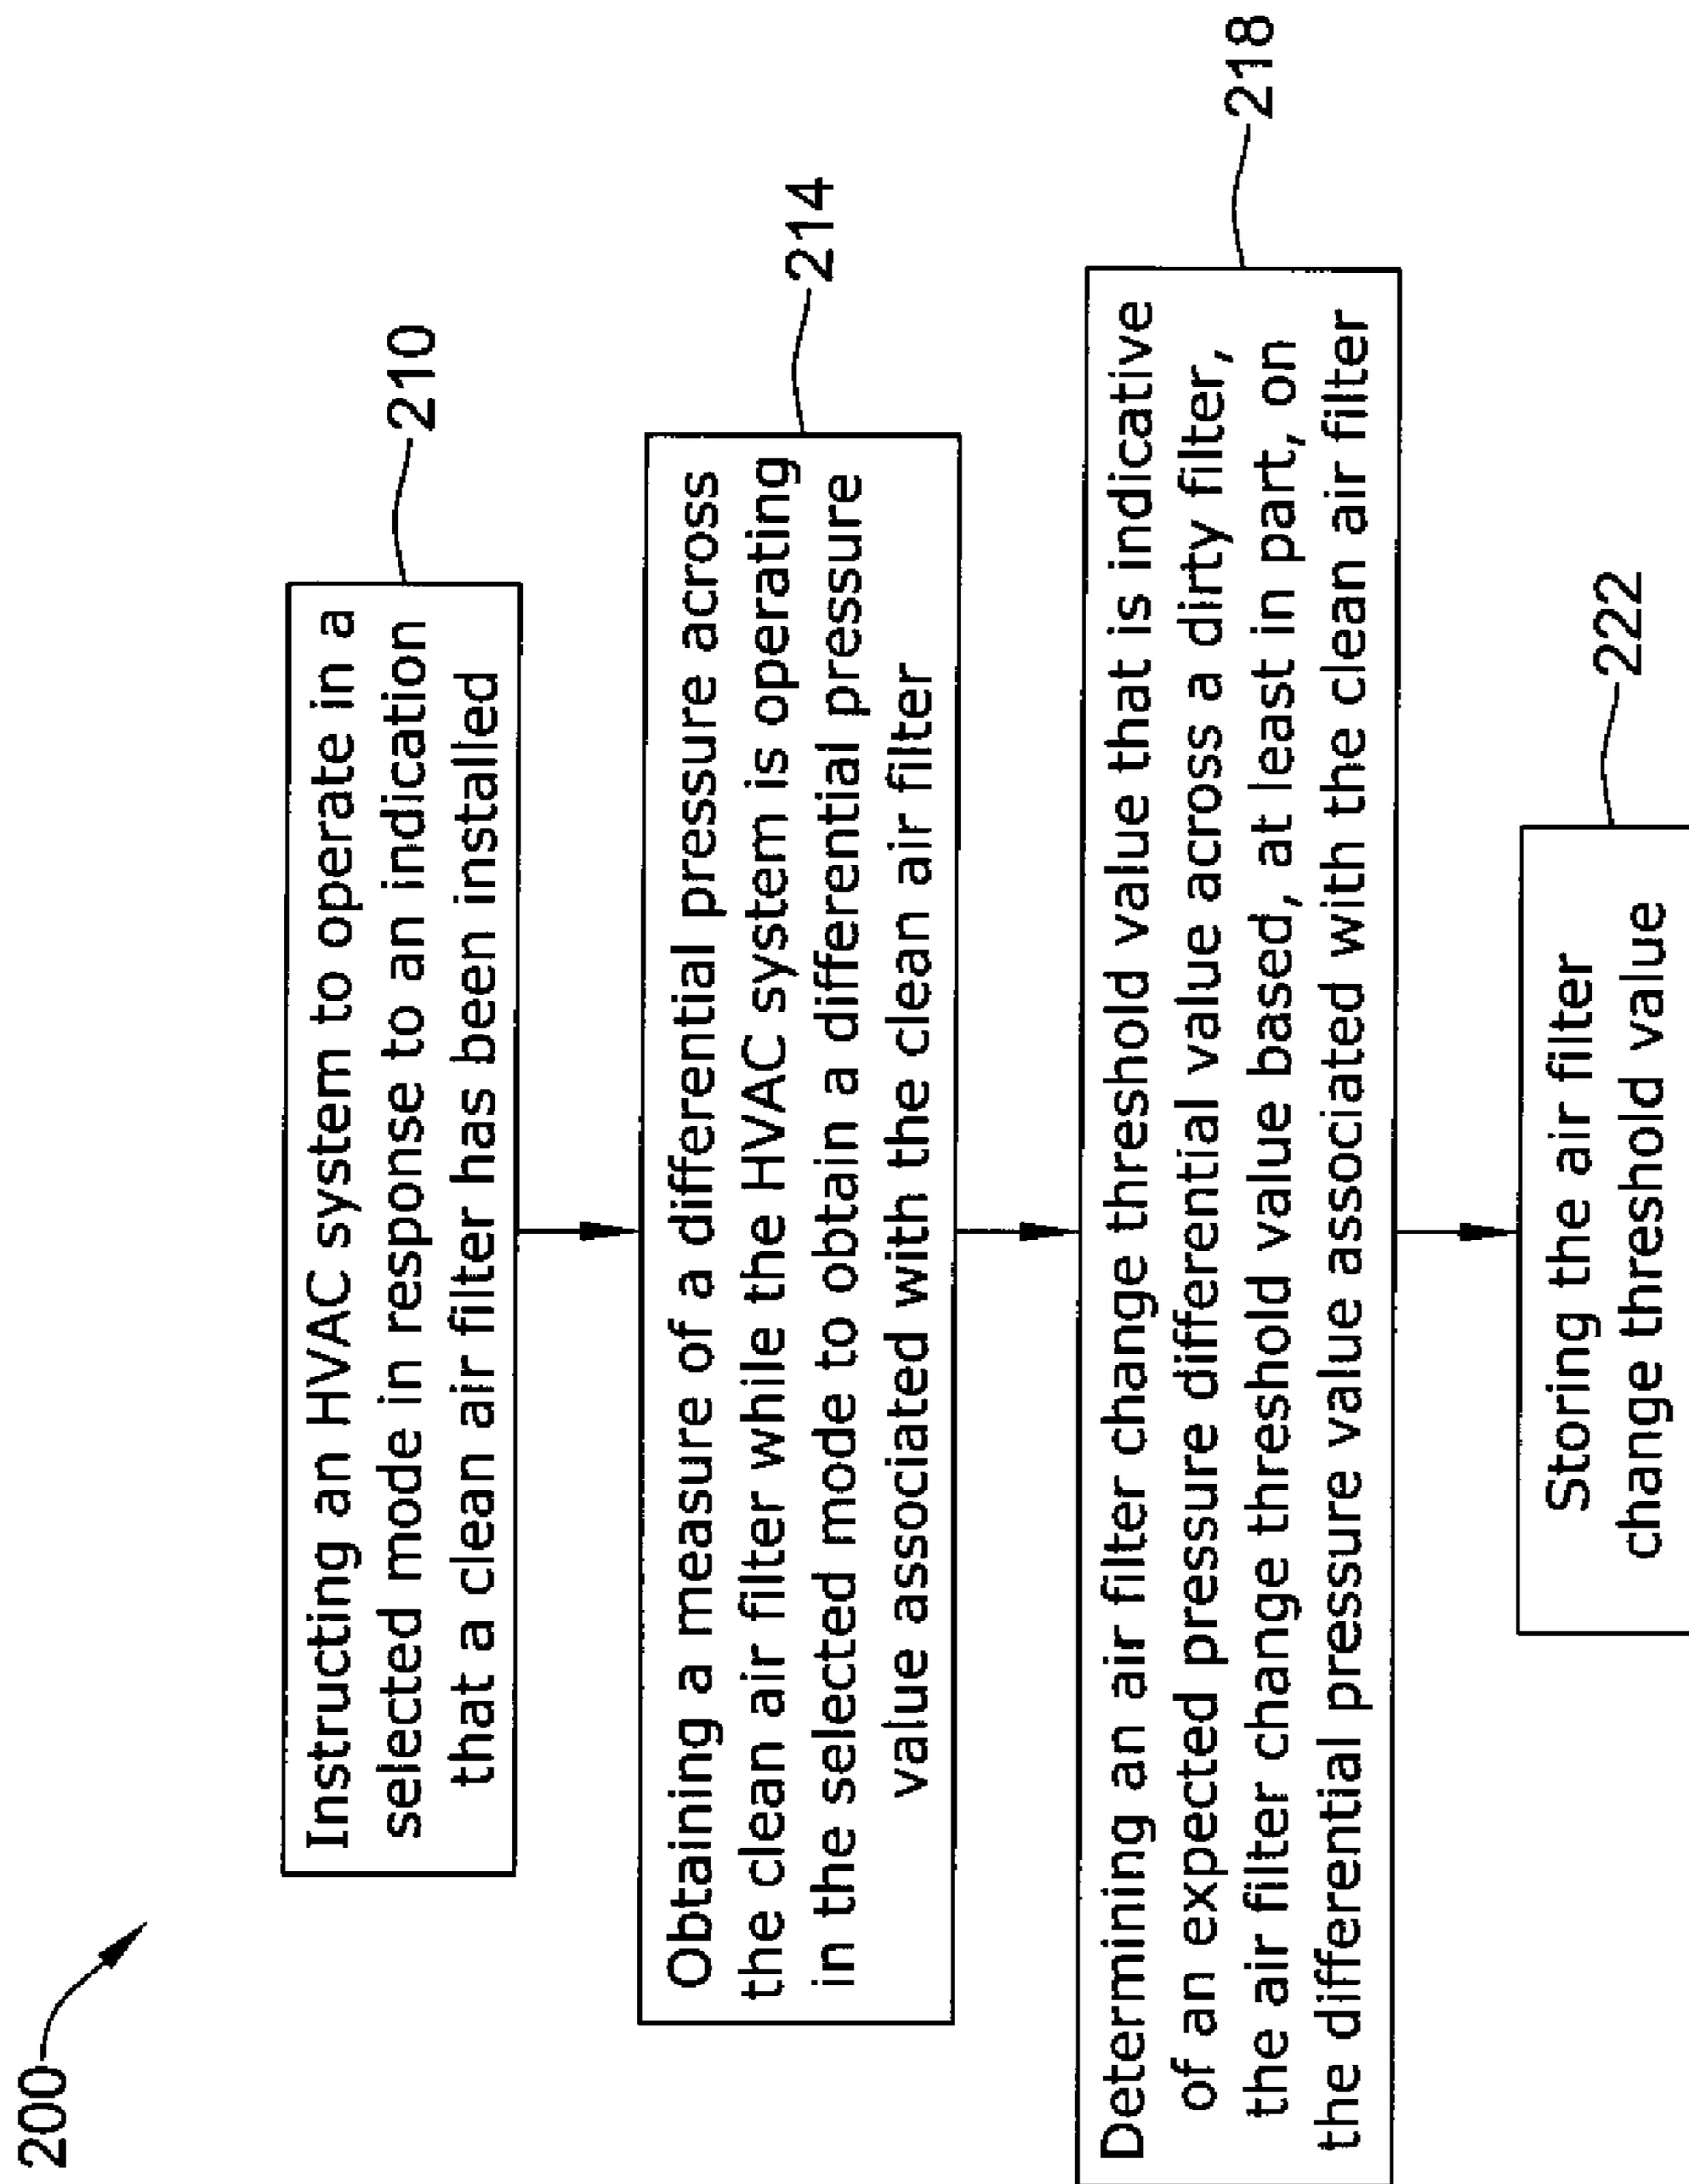 200
Instructing an HVAC system to operate in a
selected mode in response to an indication
that a clean air filter has been installed
210
Obtaining a measure of a differential pressure across
the clean air filter while the HVAC system is operating
in the selected mode to obtain a differential pressure
value associated with the clean air filter
214
Determining an air filter change threshold value that is indicative
of an expected pressure differential value across a dirty filter,
the air filter change threshold value based, at least in part, on
the differential pressure value associated with the clean air filter
218
Storing the air filter
change threshold value
222